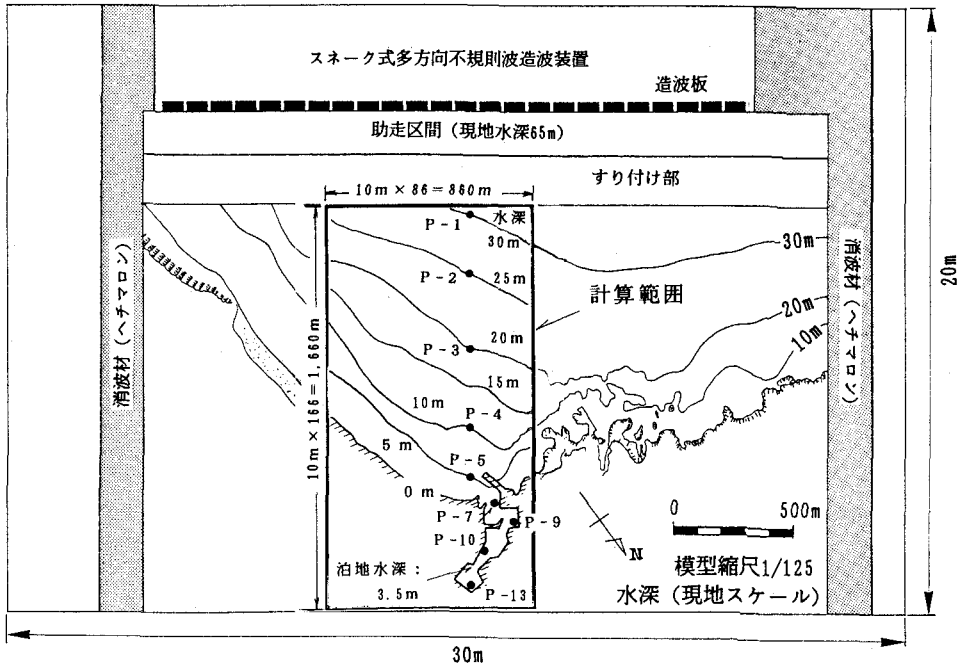 スネーク式多方向不規則波造波装置
造波板
助走区間（現地水深65m）
すり付け部
10m × 86 = 860m
水深
P-1
30m
30m
P-2
25m
計算範囲
20m
P-3
20m
15m
10m
10m
P-4
5 m
P-5
0 m
P-7
P-9
P-10
泊地水深：
3.5m
P-13
10m × 166 = 1,660m
消波材（ヘチマロン）
消波材（ヘチマロン）
0
500m
N
模型縮尺1/125
水深（現地スケール）
20m
30m